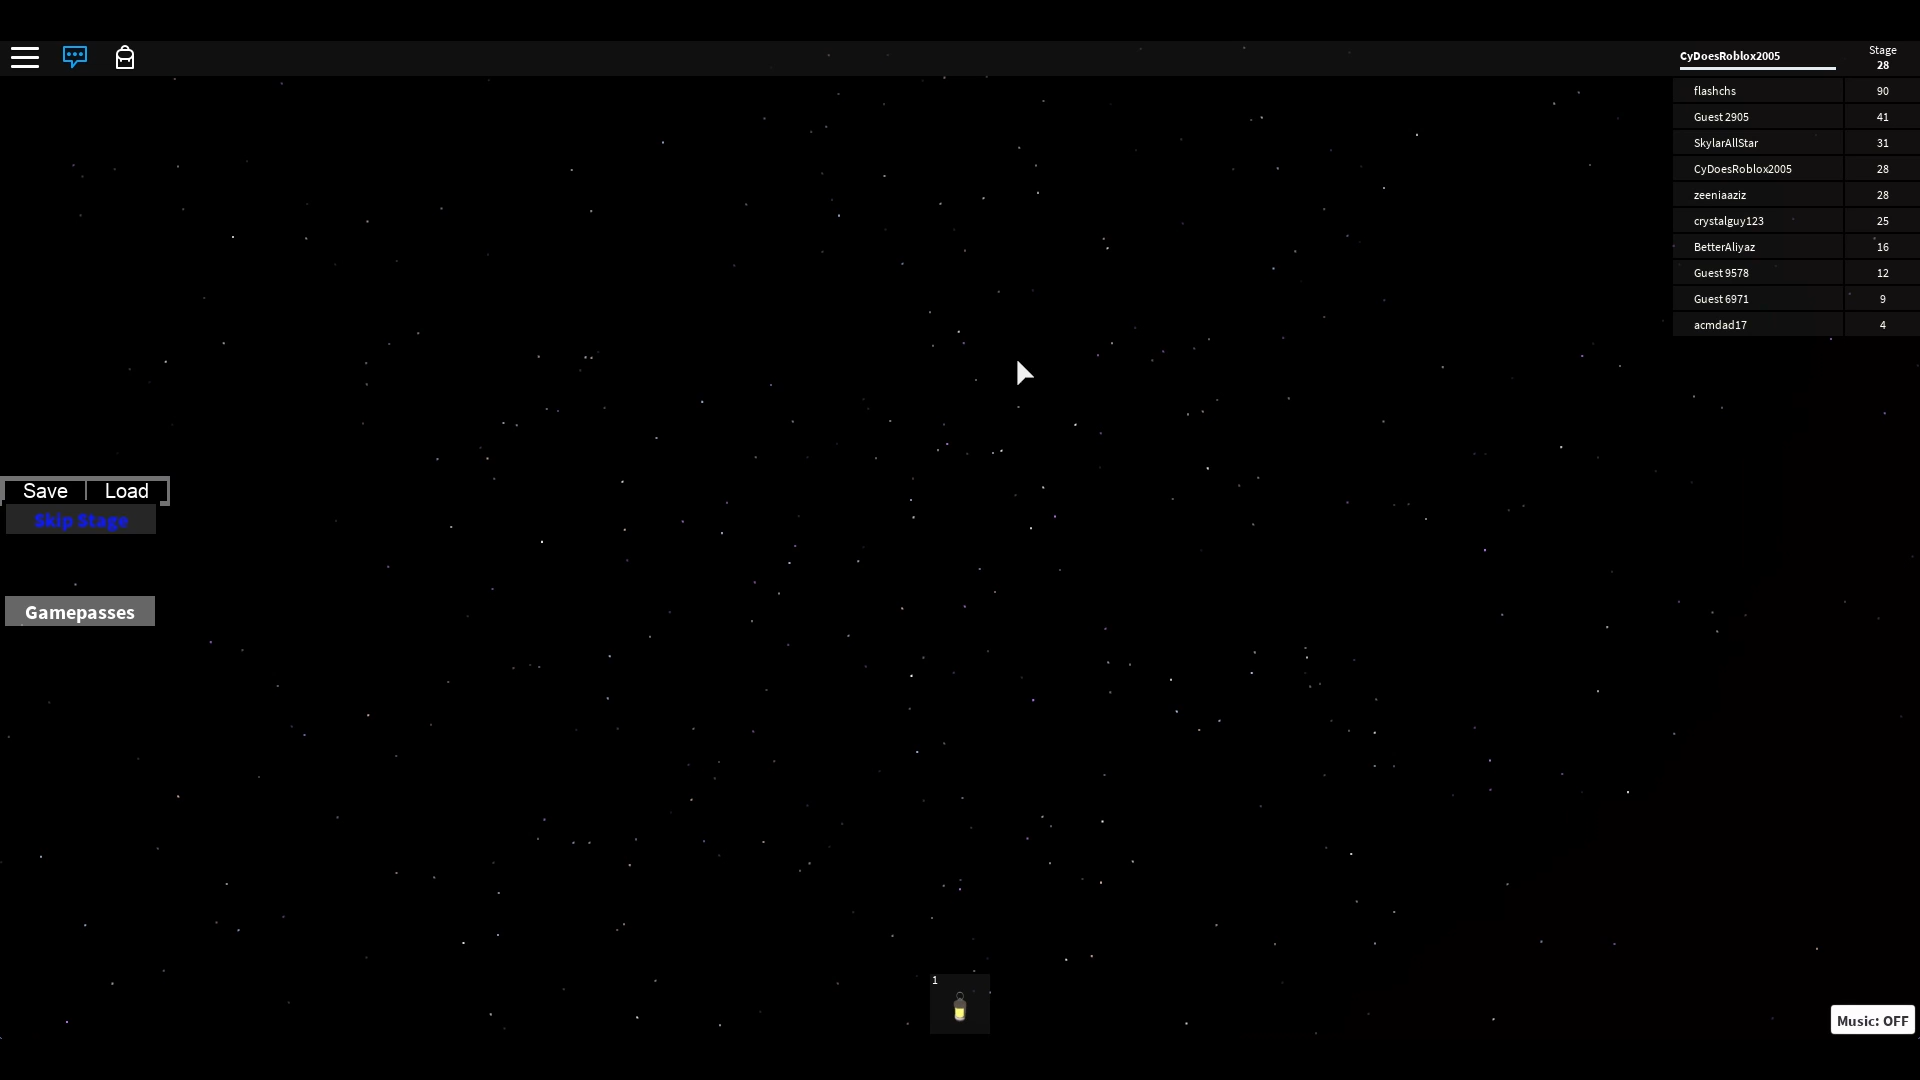 CyDoesRoblox2005 Stage
28
flashchs 90
Guest 2905 41
SkylarAllStar 31
CyDoesRoblox2005 28
zeeniaaziz 28
crystalguy123 25
BetterAliyaz 16
Guest 9578 12
Guest 6971 9
acmdad17 4
Save Load
Skip Stage
Gamepasses
1
Music: OFF